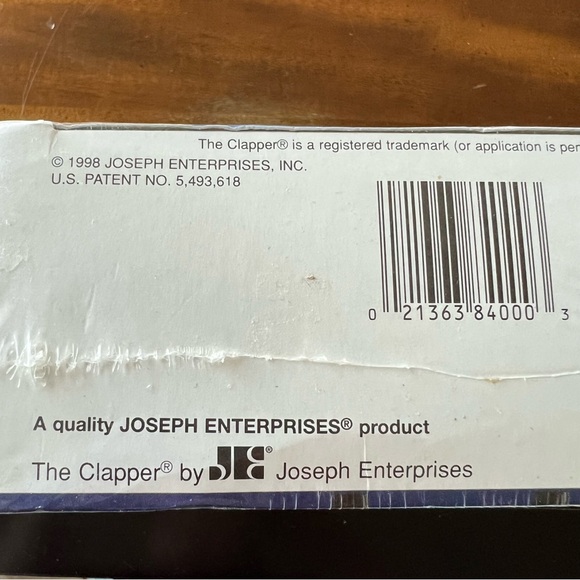 The Clapper® is a registered trademark (or application is
© 1998 JOSEPH ENTERPRISES, INC.
U.S. PATENT NO. 5,493,618
0 21363 84000 3
A quality JOSEPH ENTERPRISES® product
The Clapper® by JE® Joseph Enterprises